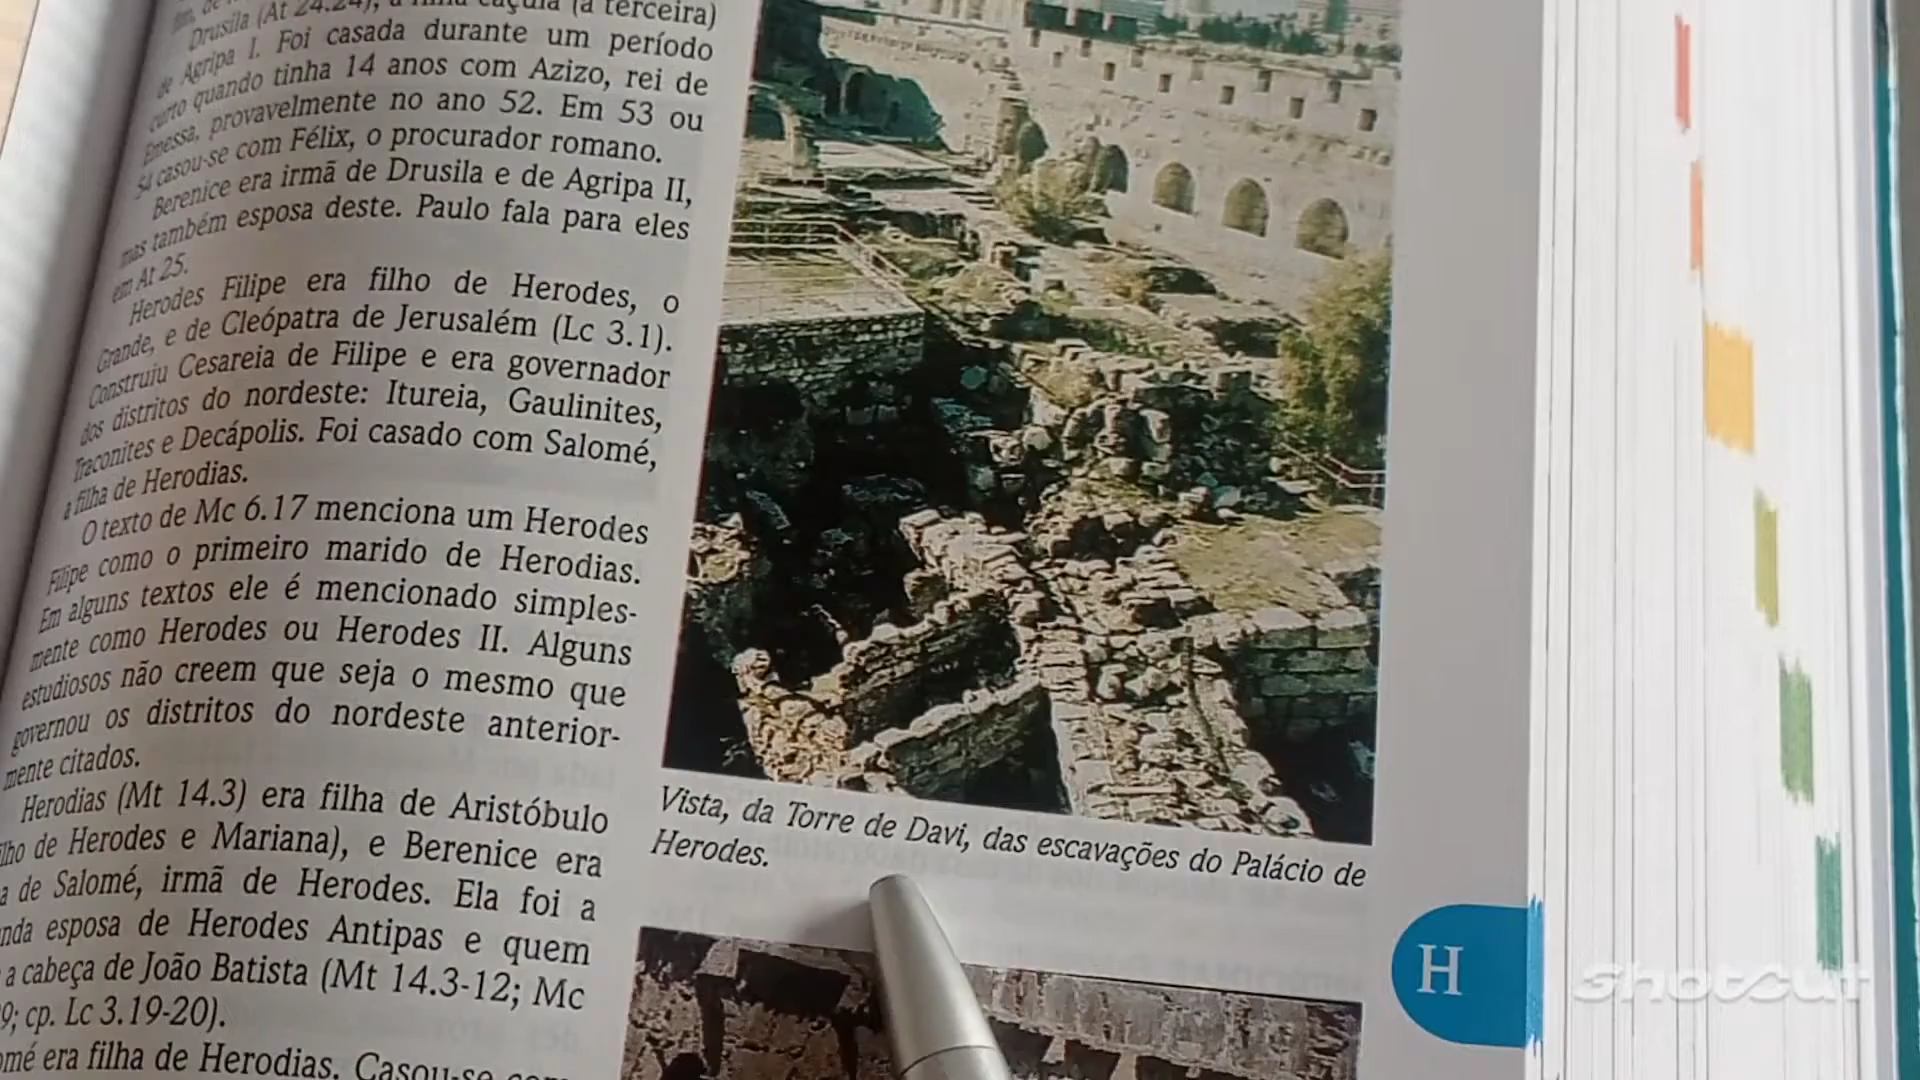 Drusila (At 24.24), a filha caçula (a terceira)
de Agripa I. Foi casada durante um período
curto quando tinha 14 anos com Azizo, rei de
Emessa, provavelmente no ano 52. Em 53 ou
54 casou-se com Félix, o procurador romano.
Berenice era irmã de Drusila e de Agripa II,
mas também esposa deste. Paulo fala para eles
em At 25.
Herodes Filipe era filho de Herodes, o
Grande, e de Cleópatra de Jerusalém (Lc 3.1).
Construiu Cesareia de Filipe e era governador
dos distritos do nordeste: Itureia, Gaulinites,
Traconites e Decápolis. Foi casado com Salomé,
a filha de Herodias.
O texto de Mc 6.17 menciona um Herodes
Filipe como o primeiro marido de Herodias.
Em alguns textos ele é mencionado simples-
mente como Herodes ou Herodes II. Alguns
estudiosos não creem que seja o mesmo que
governou os distritos do nordeste anterior-
mente citados.
Herodias (Mt 14.3) era filha de Aristóbulo
de Herodes e Mariana), e Berenice era
de Salomé, irmã de Herodes. Ela foi a
esposa de Herodes Antipas e quem
a cabeça de João Batista (Mt 14.3-12; Mc
cp. Lc 3.19-20).
era filha de Herodias. Casou-se com
Vista, da Torre de Davi, das escavações do Palácio de
Herodes.
H
Shotcut